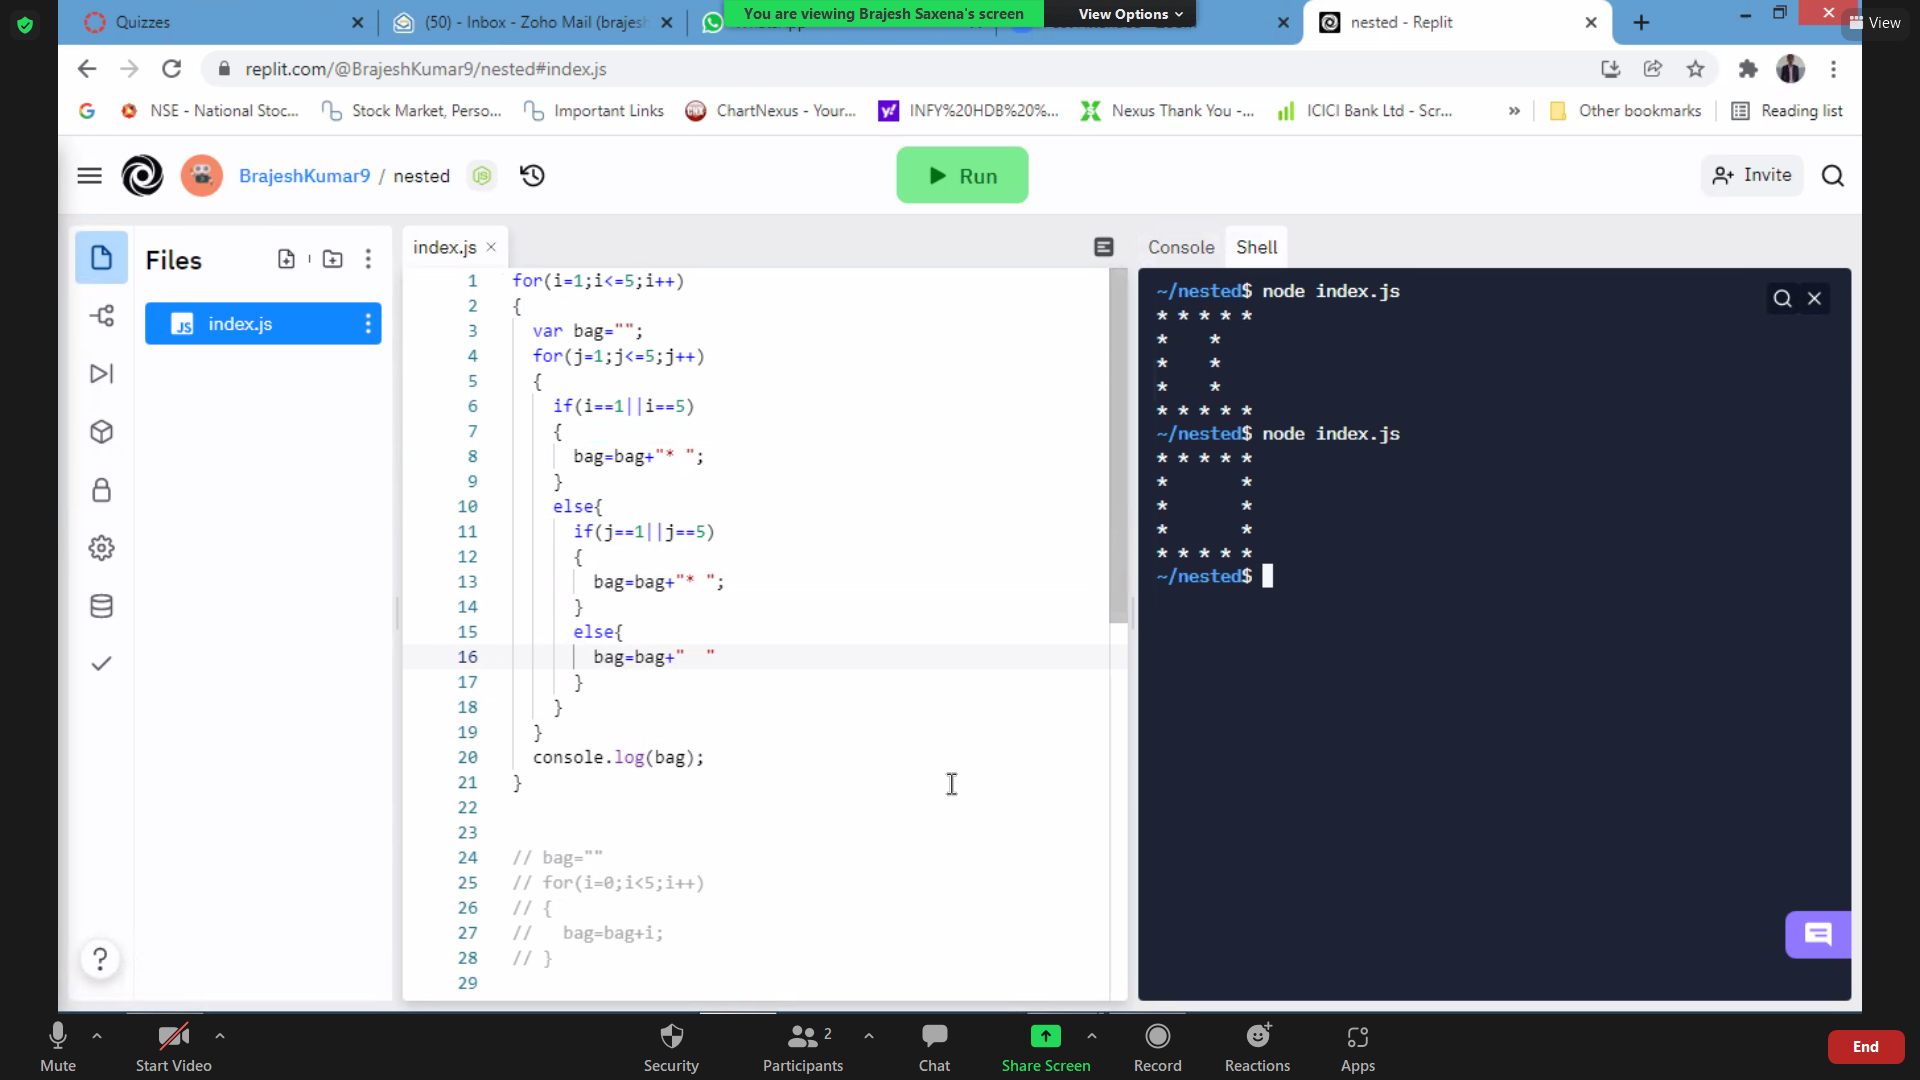 Quizzes
(50) - Inbox - Zoho Mail (brajesh
You are viewing Brajesh Saxena's screen
View Options
nested - Replit
View
replit.com/@BrajeshKumar9/nested#index.js
NSE - National Stoc...
Stock Market, Perso...
Important Links
ChartNexus - Your...
INFY%20HDB%20%...
Nexus Thank You -...
ICICI Bank Ltd - Scr...
»
Other bookmarks
Reading list
BrajeshKumar9 / nested
Run
Invite
Files
index.js
index.js
Console
Shell
1 for(i=1;i<=5;i++)
2 {
3 var bag="";
4 for(j=1;j<=5;j++)
5 {
6 if(i==1||i==5)
7 {
8 bag=bag+"* ";
9 }
10 else{
11 if(j==1||j==5)
12 {
13 bag=bag+"* ";
14 }
15 else{
16 bag=bag+"  "
17 }
18 }
19 }
20 console.log(bag);
21 }
22
23
24 // bag=""
25 // for(i=0;i<5;i++)
26 // {
27 //   bag=bag+i;
28 // }
29
~/nested$ node index.js
* * * * *
*    *
*    *
*    *
* * * * *
~/nested$ node index.js
* * * * *
*       *
*       *
*       *
* * * * *
~/nested$
?
Mute
Start Video
Security
Participants
2
Chat
Share Screen
Record
Reactions
Apps
End